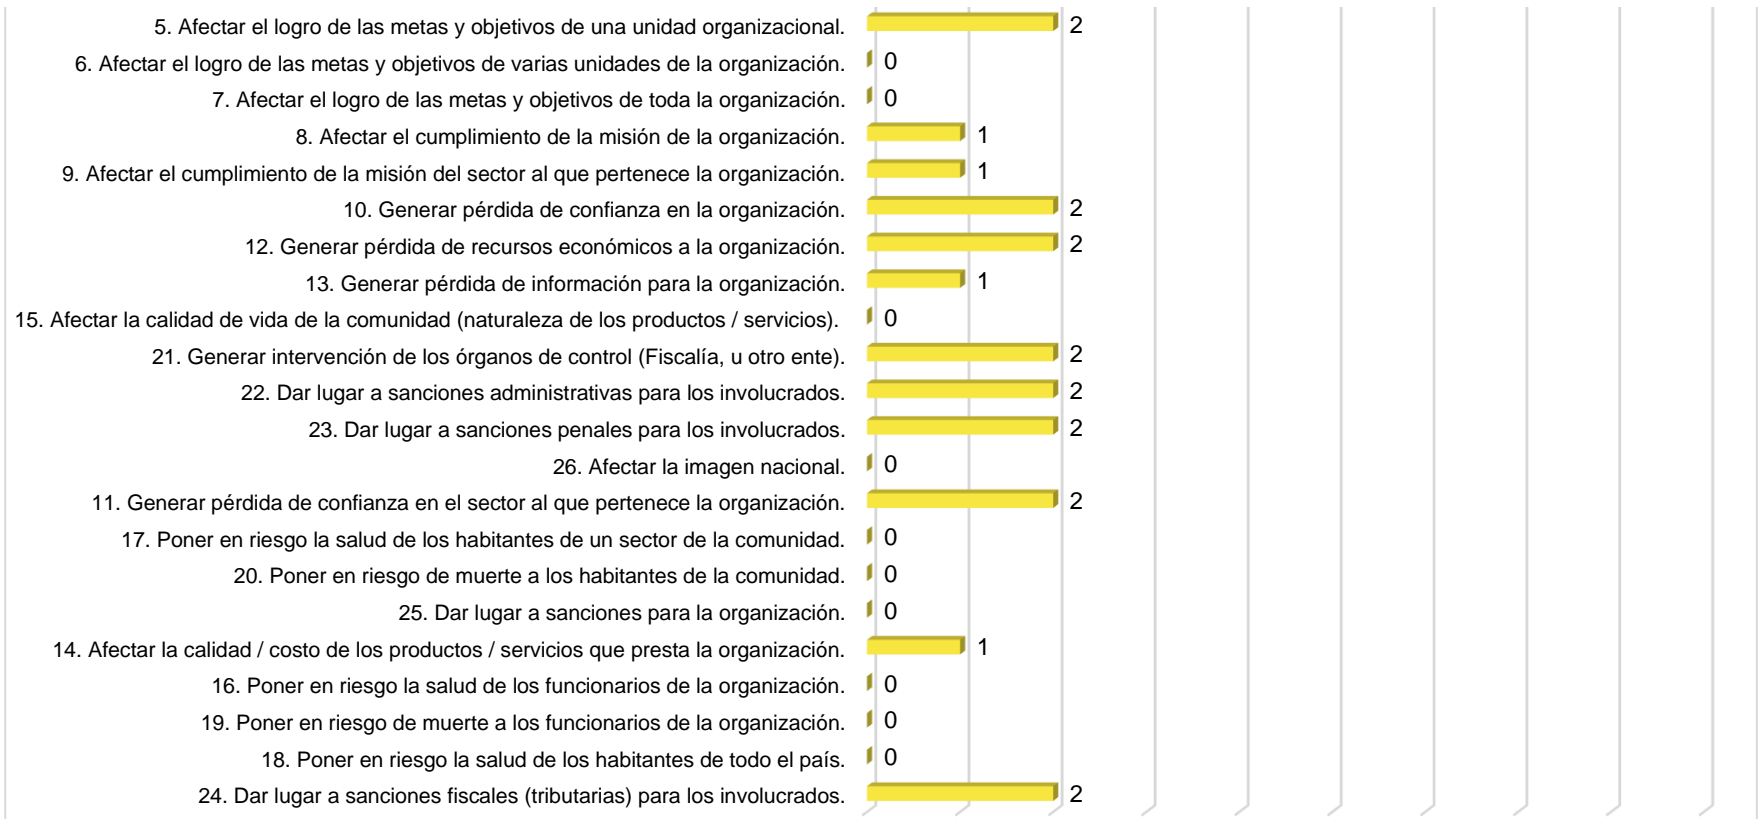 5. Afectar el logro de las metas y objetivos de una unidad organizacional. 2
6. Afectar el logro de las metas y objetivos de varias unidades de la organización. 0
7. Afectar el logro de las metas y objetivos de toda la organización. 0
8. Afectar el cumplimiento de la misión de la organización. 1
9. Afectar el cumplimiento de la misión del sector al que pertenece la organización. 1
10. Generar pérdida de confianza en la organización. 2
12. Generar pérdida de recursos económicos a la organización. 2
13. Generar pérdida de información para la organización. 1
15. Afectar la calidad de vida de la comunidad (naturaleza de los productos / servicios). 0
21. Generar intervención de los órganos de control (Fiscalía, u otro ente). 2
22. Dar lugar a sanciones administrativas para los involucrados. 2
23. Dar lugar a sanciones penales para los involucrados. 2
26. Afectar la imagen nacional. 0
11. Generar pérdida de confianza en el sector al que pertenece la organización. 2
17. Poner en riesgo la salud de los habitantes de un sector de la comunidad. 0
20. Poner en riesgo de muerte a los habitantes de la comunidad. 0
25. Dar lugar a sanciones para la organización. 0
14. Afectar la calidad / costo de los productos / servicios que presta la organización. 1
16. Poner en riesgo la salud de los funcionarios de la organización. 0
19. Poner en riesgo de muerte a los funcionarios de la organización. 0
18. Poner en riesgo la salud de los habitantes de todo el país. 0
24. Dar lugar a sanciones fiscales (tributarias) para los involucrados. 2